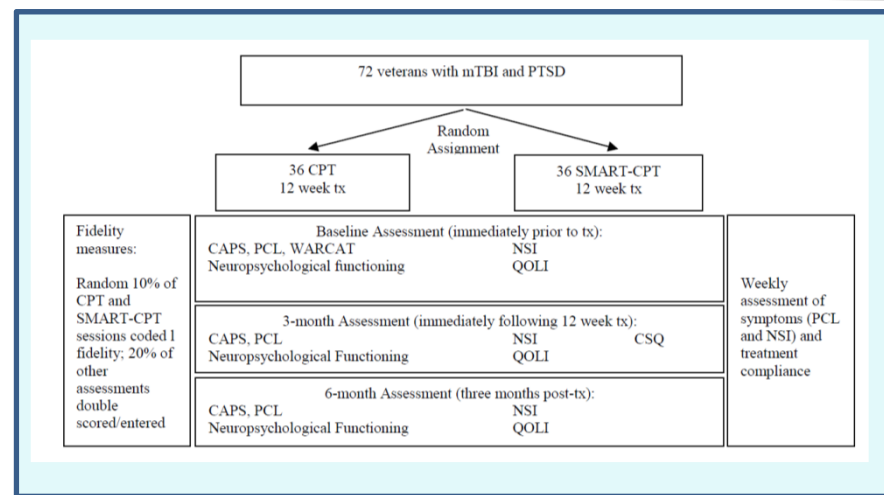 72 veterans with mTBI and PTSD
Random
Assignment
36 CPT
12 week tx
36 SMART-CPT
12 week tx
Fidelity
measures:
Random 10% of
CPT and
SMART-CPT
sessions coded l
fidelity; 20% of
other
assessments
double
scored/entered
Baseline Assessment (immediately prior to tx):
CAPS, PCL, WARCAT NSI
Neuropsychological functioning QOLI
3-month Assessment (immediately following 12 week tx):
CAPS, PCL NSI CSQ
Neuropsychological Functioning QOLI
6-month Assessment (three months post-tx):
CAPS, PCL NSI
Neuropsychological Functioning QOLI
Weekly
assessment of
symptoms (PCL
and NSI) and
treatment
compliance